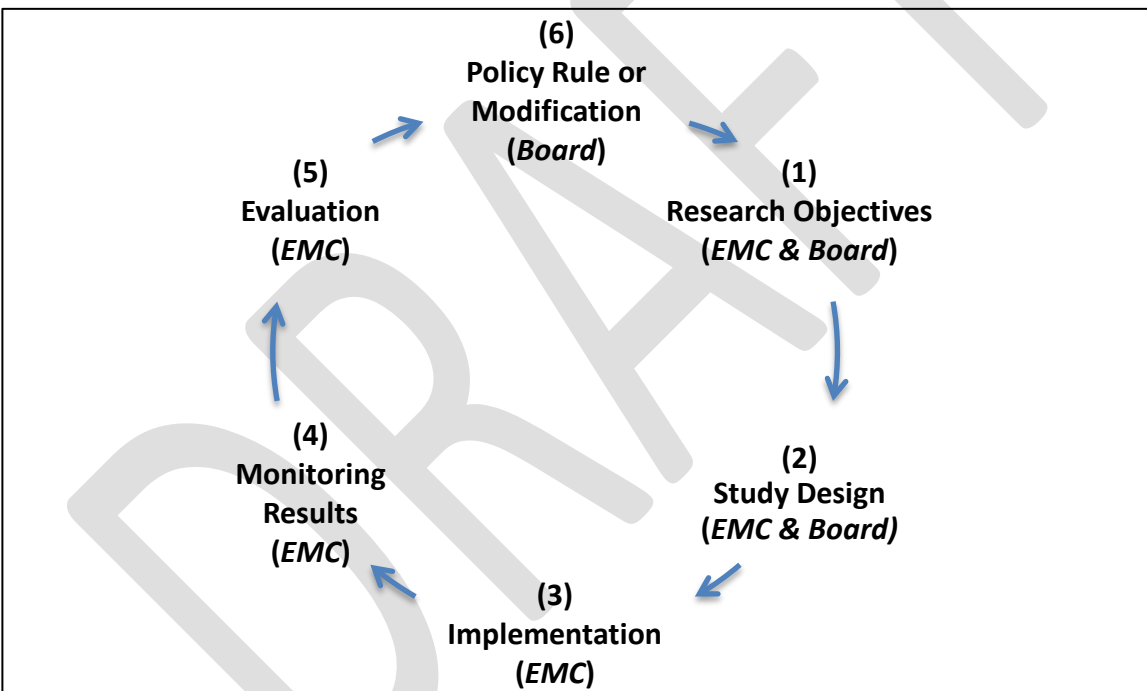 (6)
Policy Rule or
Modification
(Board)
(5)
Evaluation
(EMC)
(1)
Research Objectives
(EMC & Board)
(4)
Monitoring
Results
(EMC)
(2)
Study Design
(EMC & Board)
(3)
Implementation
(EMC)
DRAFT